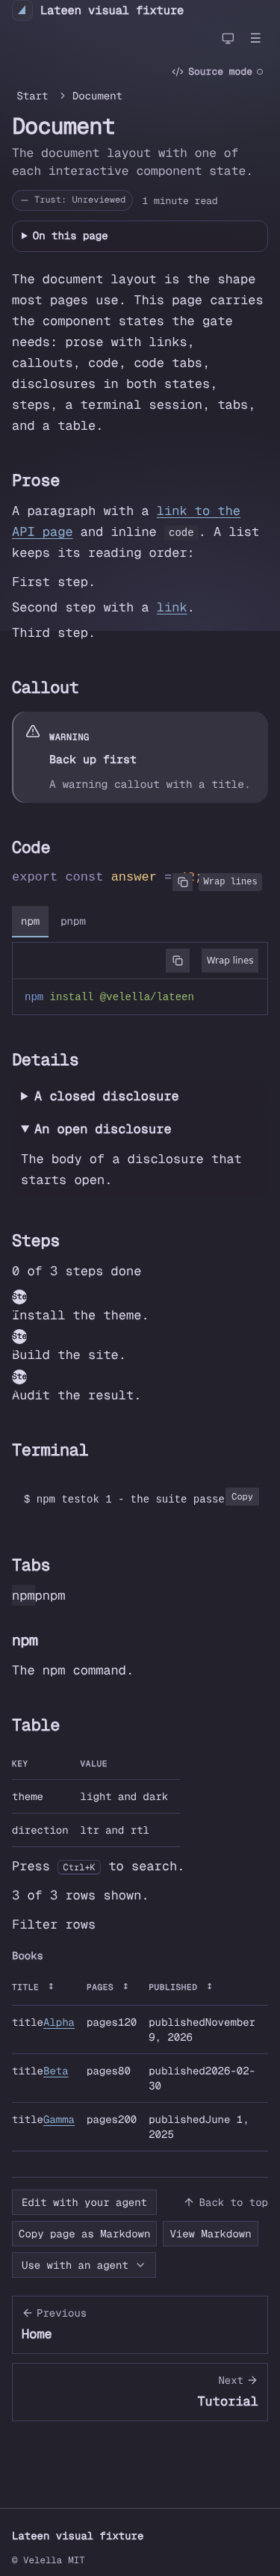 Lateen visual fixture
Source mode
Start > Document
Document
The document layout with one of
each interactive component state.
Trust: Unreviewed 1 minute read
On this page
The document layout is the shape
most pages use. This page carries
the component states the gate
needs: prose with links,
callouts, code, code tabs,
disclosures in both states,
steps, a terminal session, tabs,
and a table.
Prose
A paragraph with a link to the
API page and inline code. A list
keeps its reading order:
First step.
Second step with a link.
Third step.
Callout
WARNING
Back up first
A warning callout with a title.
Code
export const answer =
Wrap lines
npm pnpm
Wrap lines
npm install @velella/lateen
Details
A closed disclosure
An open disclosure
The body of a disclosure that
starts open.
Steps
0 of 3 steps done
Ste
Install the theme.
Ste
Build the site.
Ste
Audit the result.
Terminal
$ npm testok 1 - the suite passe
Copy
Tabs
npmpnpm
npm
The npm command.
Table
KEY VALUE
theme light and dark
direction ltr and rtl
Press Ctrl+K to search.
3 of 3 rows shown.
Filter rows
Books
TITLE ↕ PAGES ↕ PUBLISHED ↕
titleAlpha pages120 publishedNovember
9, 2026
titleBeta pages80 published2026-02-
30
titleGamma pages200 publishedJune 1,
2025
Edit with your agent ↑ Back to top
Copy page as Markdown View Markdown
Use with an agent
← Previous
Home
Next →
Tutorial
Lateen visual fixture
© Velella MIT